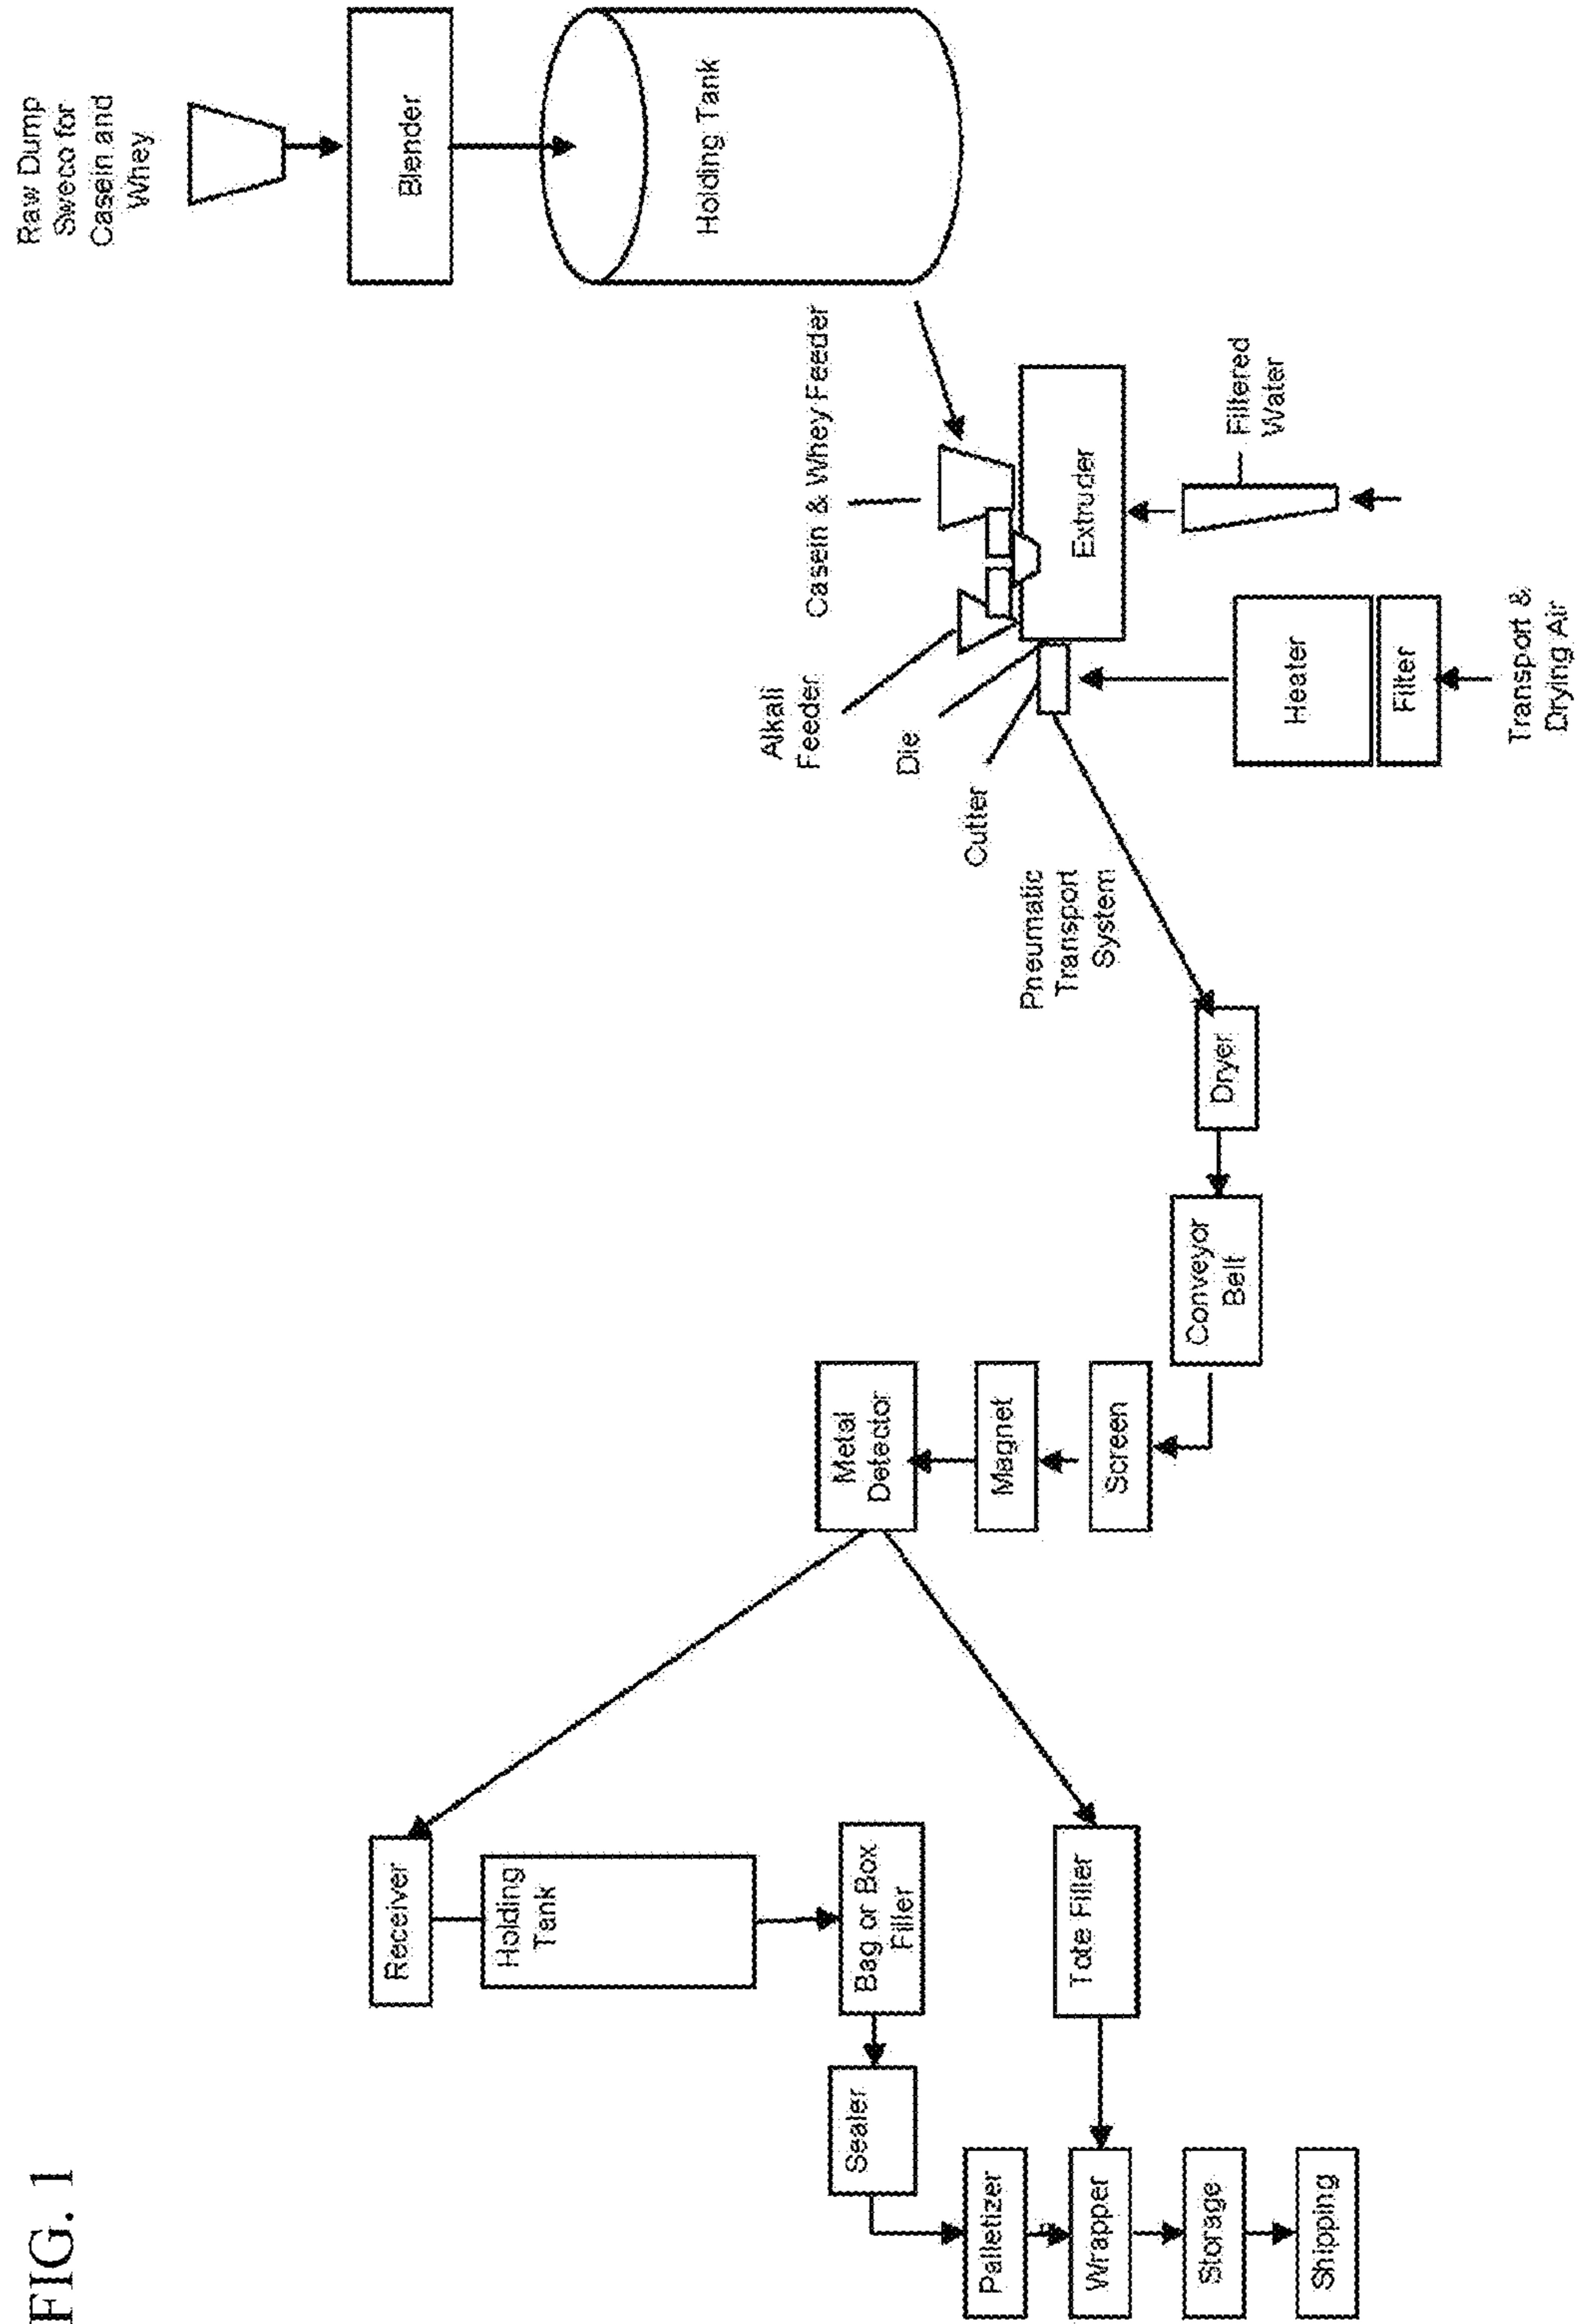 FIG. 1
Raw Dump
Sweco for
Casein and
Whey
Blender
Holding Tank
Casein & Whey Feeder
Alkali
Feeder
Die
Cutter
Extruder
Filtered
Water
Heater
Filter
Transport &
Drying Air
Pneumatic
Transport
System
Dryer
Conveyor
Belt
Screen
Magnet
Metal
Detector
Receiver
Holding
Tank
Bag or Box
Filler
Tote Filler
Sealer
Palletizer
Wrapper
Storage
Shipping